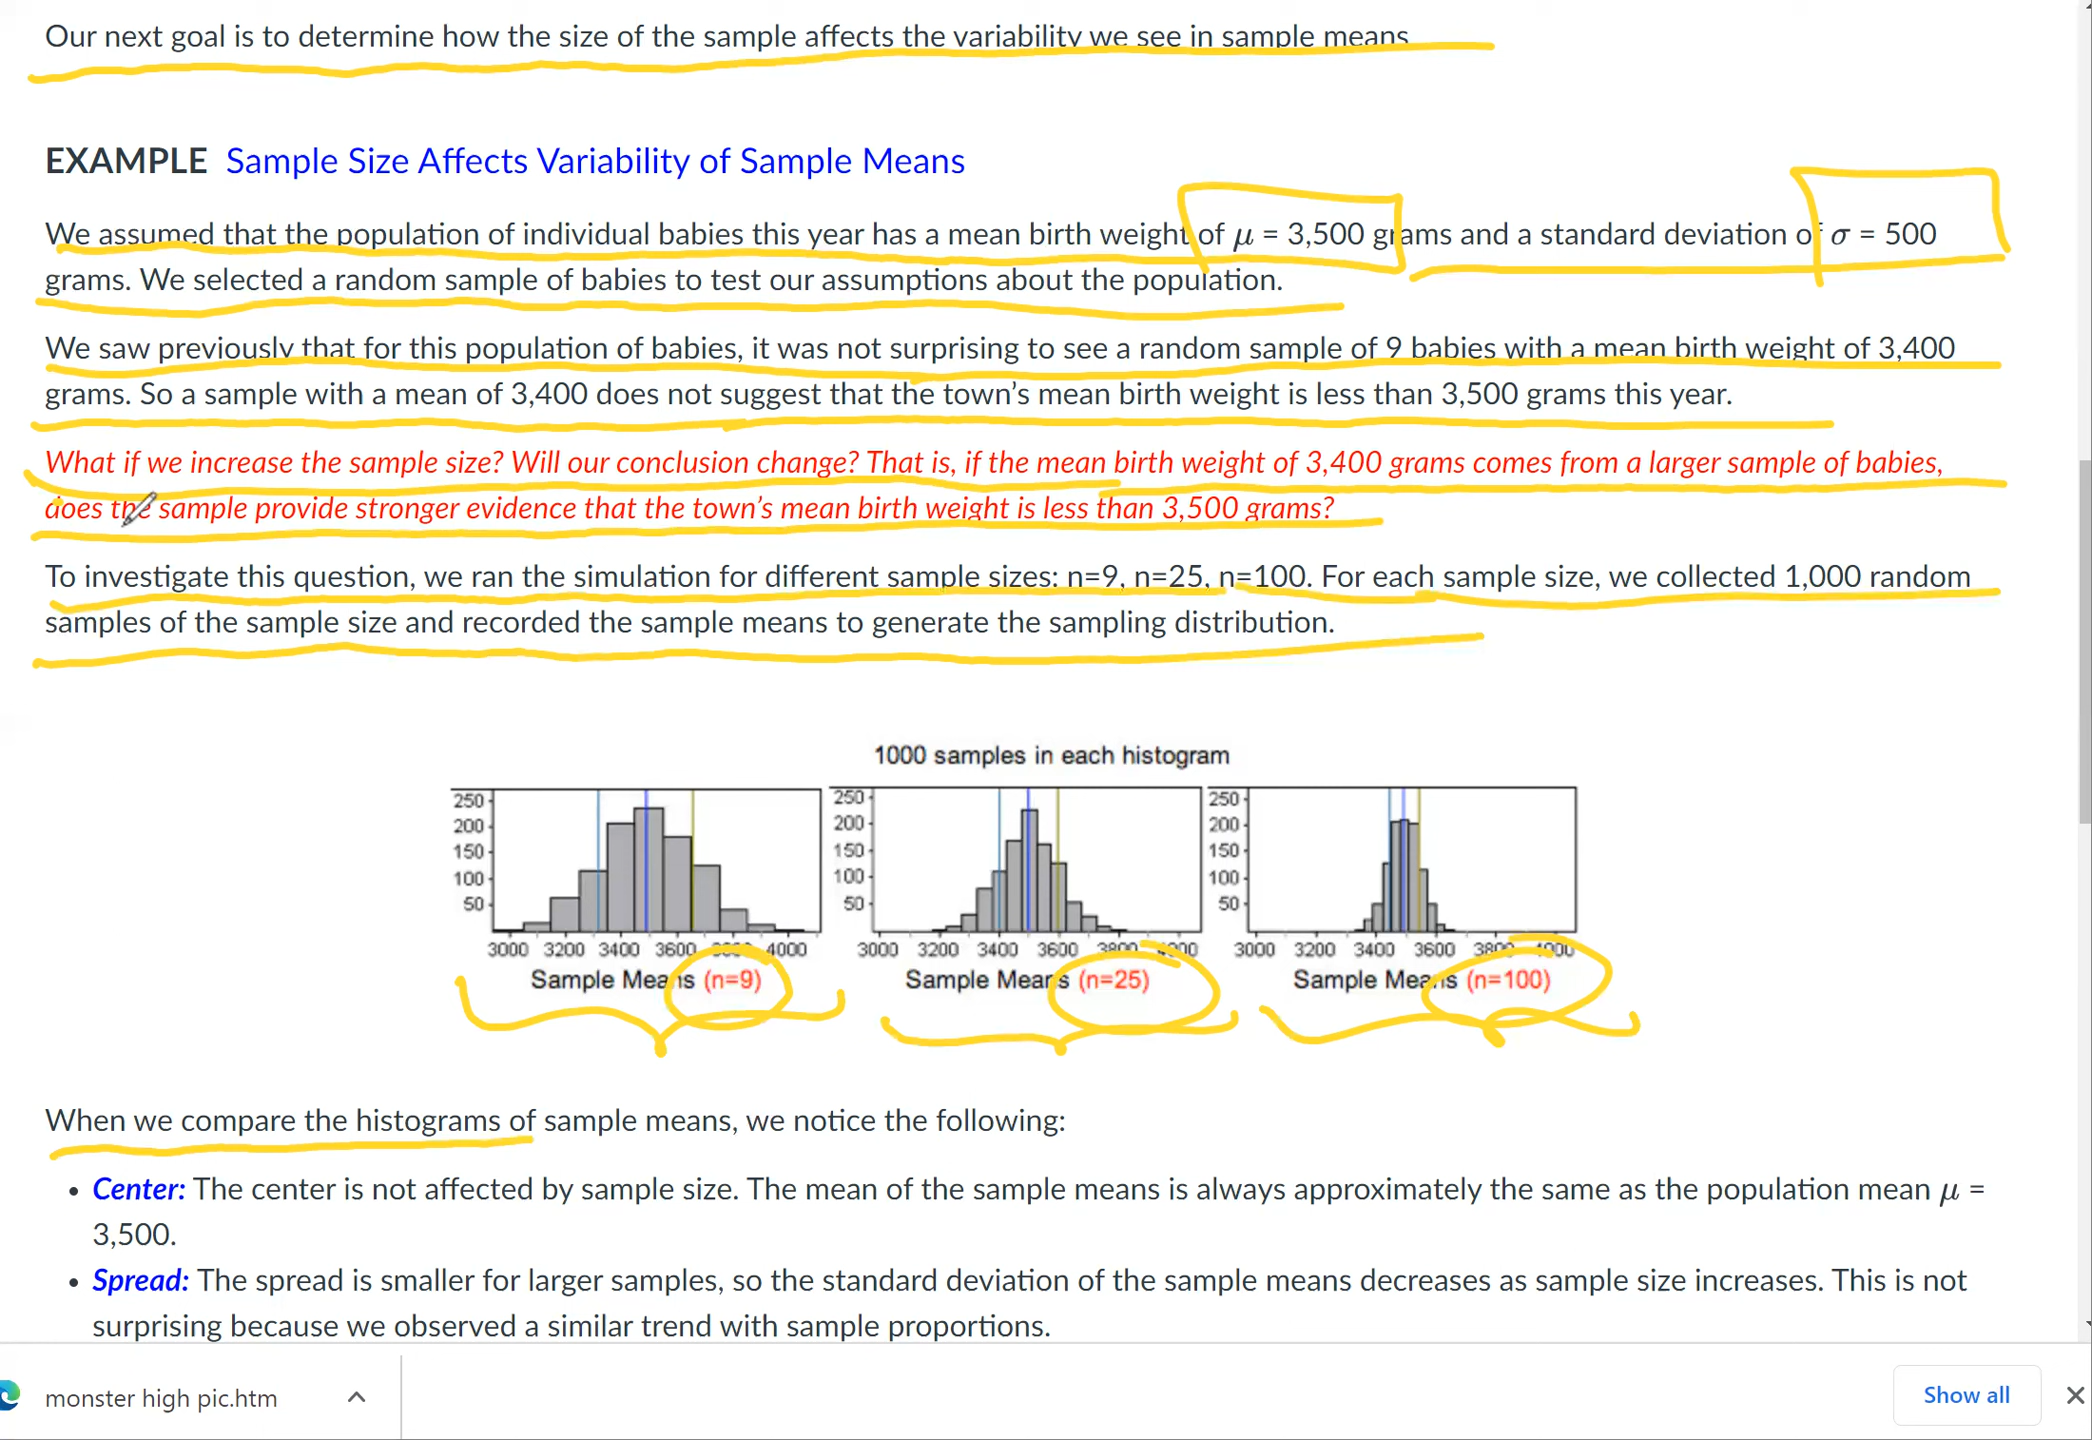 Our next goal is to determine how the size of the sample affects the variability we see in sample means
EXAMPLE Sample Size Affects Variability of Sample Means
We assumed that the population of individual babies this year has a mean birth weight of μ = 3,500 grams and a standard deviation of σ = 500
grams. We selected a random sample of babies to test our assumptions about the population.
We saw previously that for this population of babies, it was not surprising to see a random sample of 9 babies with a mean birth weight of 3,400
grams. So a sample with a mean of 3,400 does not suggest that the town’s mean birth weight is less than 3,500 grams this year.
What if we increase the sample size? Will our conclusion change? That is, if the mean birth weight of 3,400 grams comes from a larger sample of babies,
does the sample provide stronger evidence that the town’s mean birth weight is less than 3,500 grams?
To investigate this question, we ran the simulation for different sample sizes: n=9, n=25, n=100. For each sample size, we collected 1,000 random
samples of the sample size and recorded the sample means to generate the sampling distribution.
1000 samples in each histogram
250
200
150
100
50
3000 3200 3400 3600 3800 4000
Sample Means (n=9)
250
200
150
100
50
3000 3200 3400 3600 3800 4000
Sample Means (n=25)
250
200
150
100
50
3000 3200 3400 3600 3800 4000
Sample Means (n=100)
When we compare the histograms of sample means, we notice the following:
• Center: The center is not affected by sample size. The mean of the sample means is always approximately the same as the population mean μ =
3,500.
• Spread: The spread is smaller for larger samples, so the standard deviation of the sample means decreases as sample size increases. This is not
surprising because we observed a similar trend with sample proportions.
monster high pic.htm
Show all